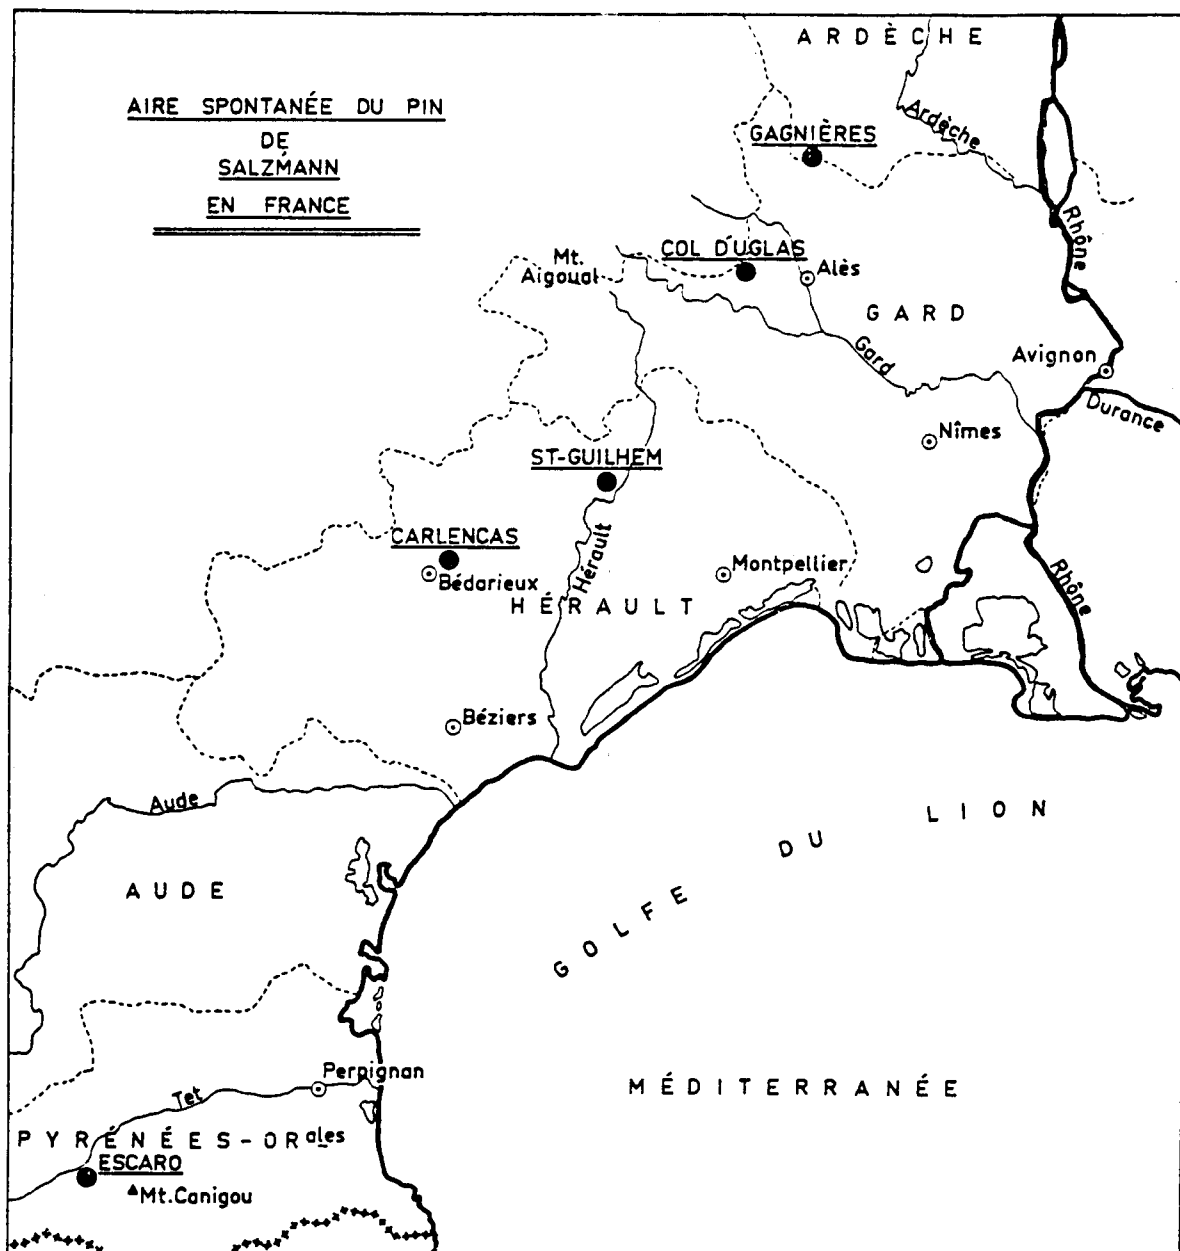 ARDÈCHE
AIRE SPONTANÉE DU PIN
DE
SALZMANN
EN FRANCE
Ardèche
GAGNIÈRES
Rhône
COL D'UGLAS
Mt.
Aigoual
Alès
GARD
Gard
Avignon
Durance
Nîmes
ST-GUILHEM
CARLENCAS
Bédarieux
Hérault
Montpellier
HÉRAULT
Rhône
Béziers
Aude
AUDE
GOLFE DU LION
Perpignan
Tet
MÉDITERRANÉE
PYRÉNÉES-ORales
ESCARO
Mt.Canigou